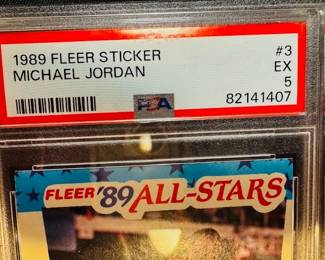 1989 FLEER STICKER #3
MICHAEL JORDAN EX
5
PSA
82141407
FLEER '89 ALL-STARS